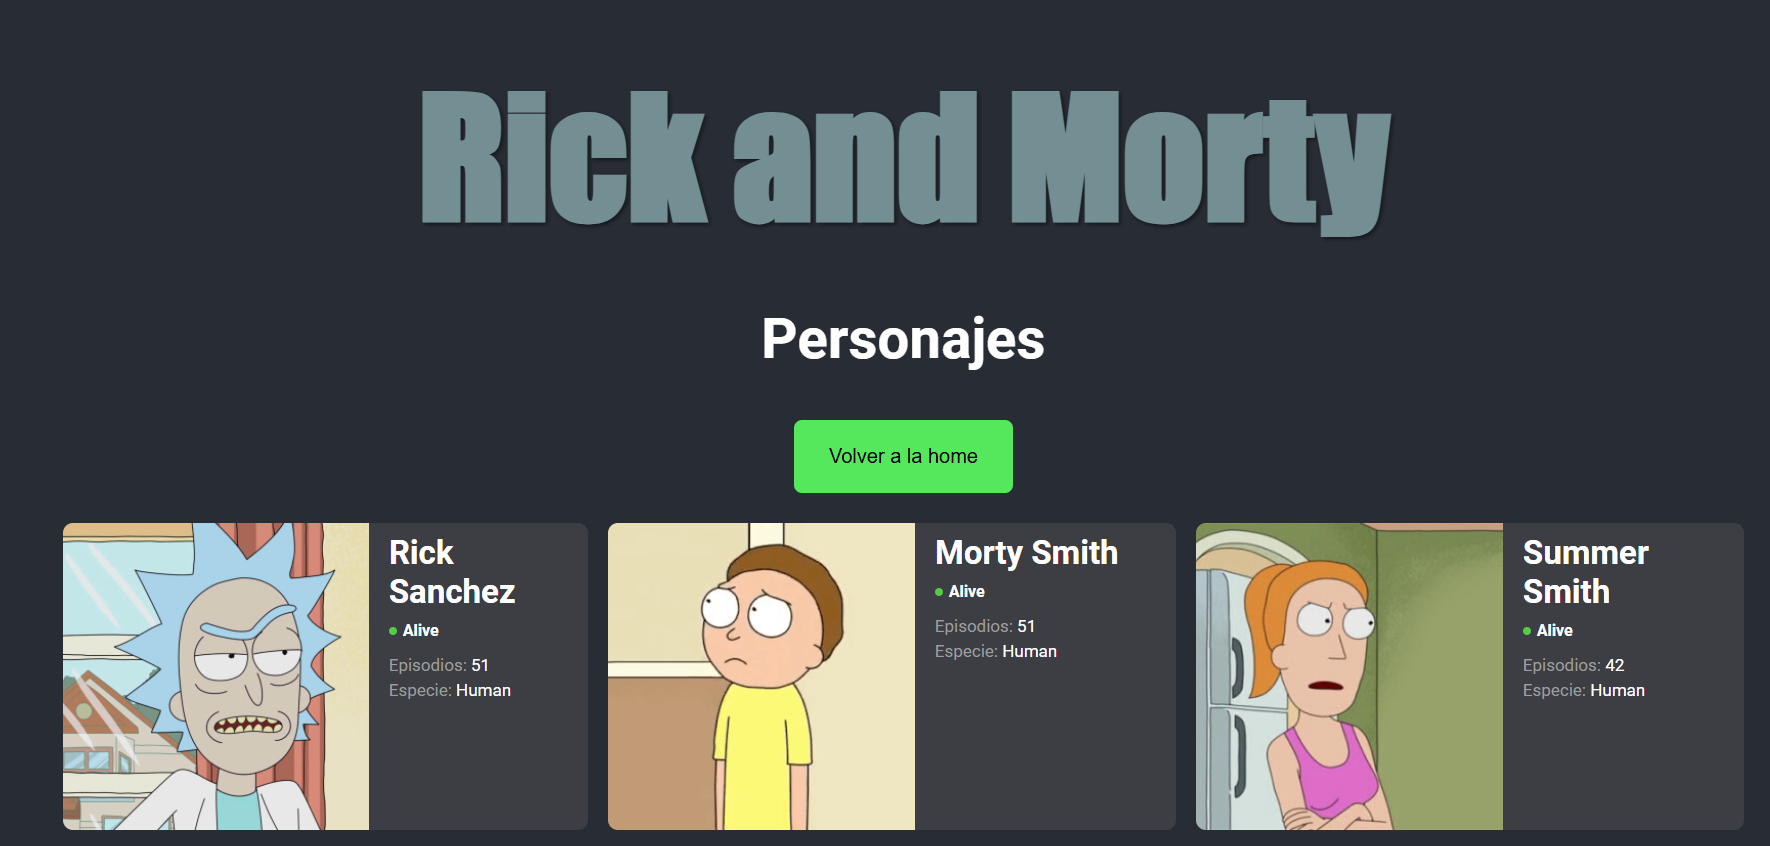 Rick and Morty
Personajes
Volver a la home
Rick
Sanchez
Alive
Episodios: 51
Especie: Human
Morty Smith
Alive
Episodios: 51
Especie: Human
Summer
Smith
Alive
Episodios: 42
Especie: Human